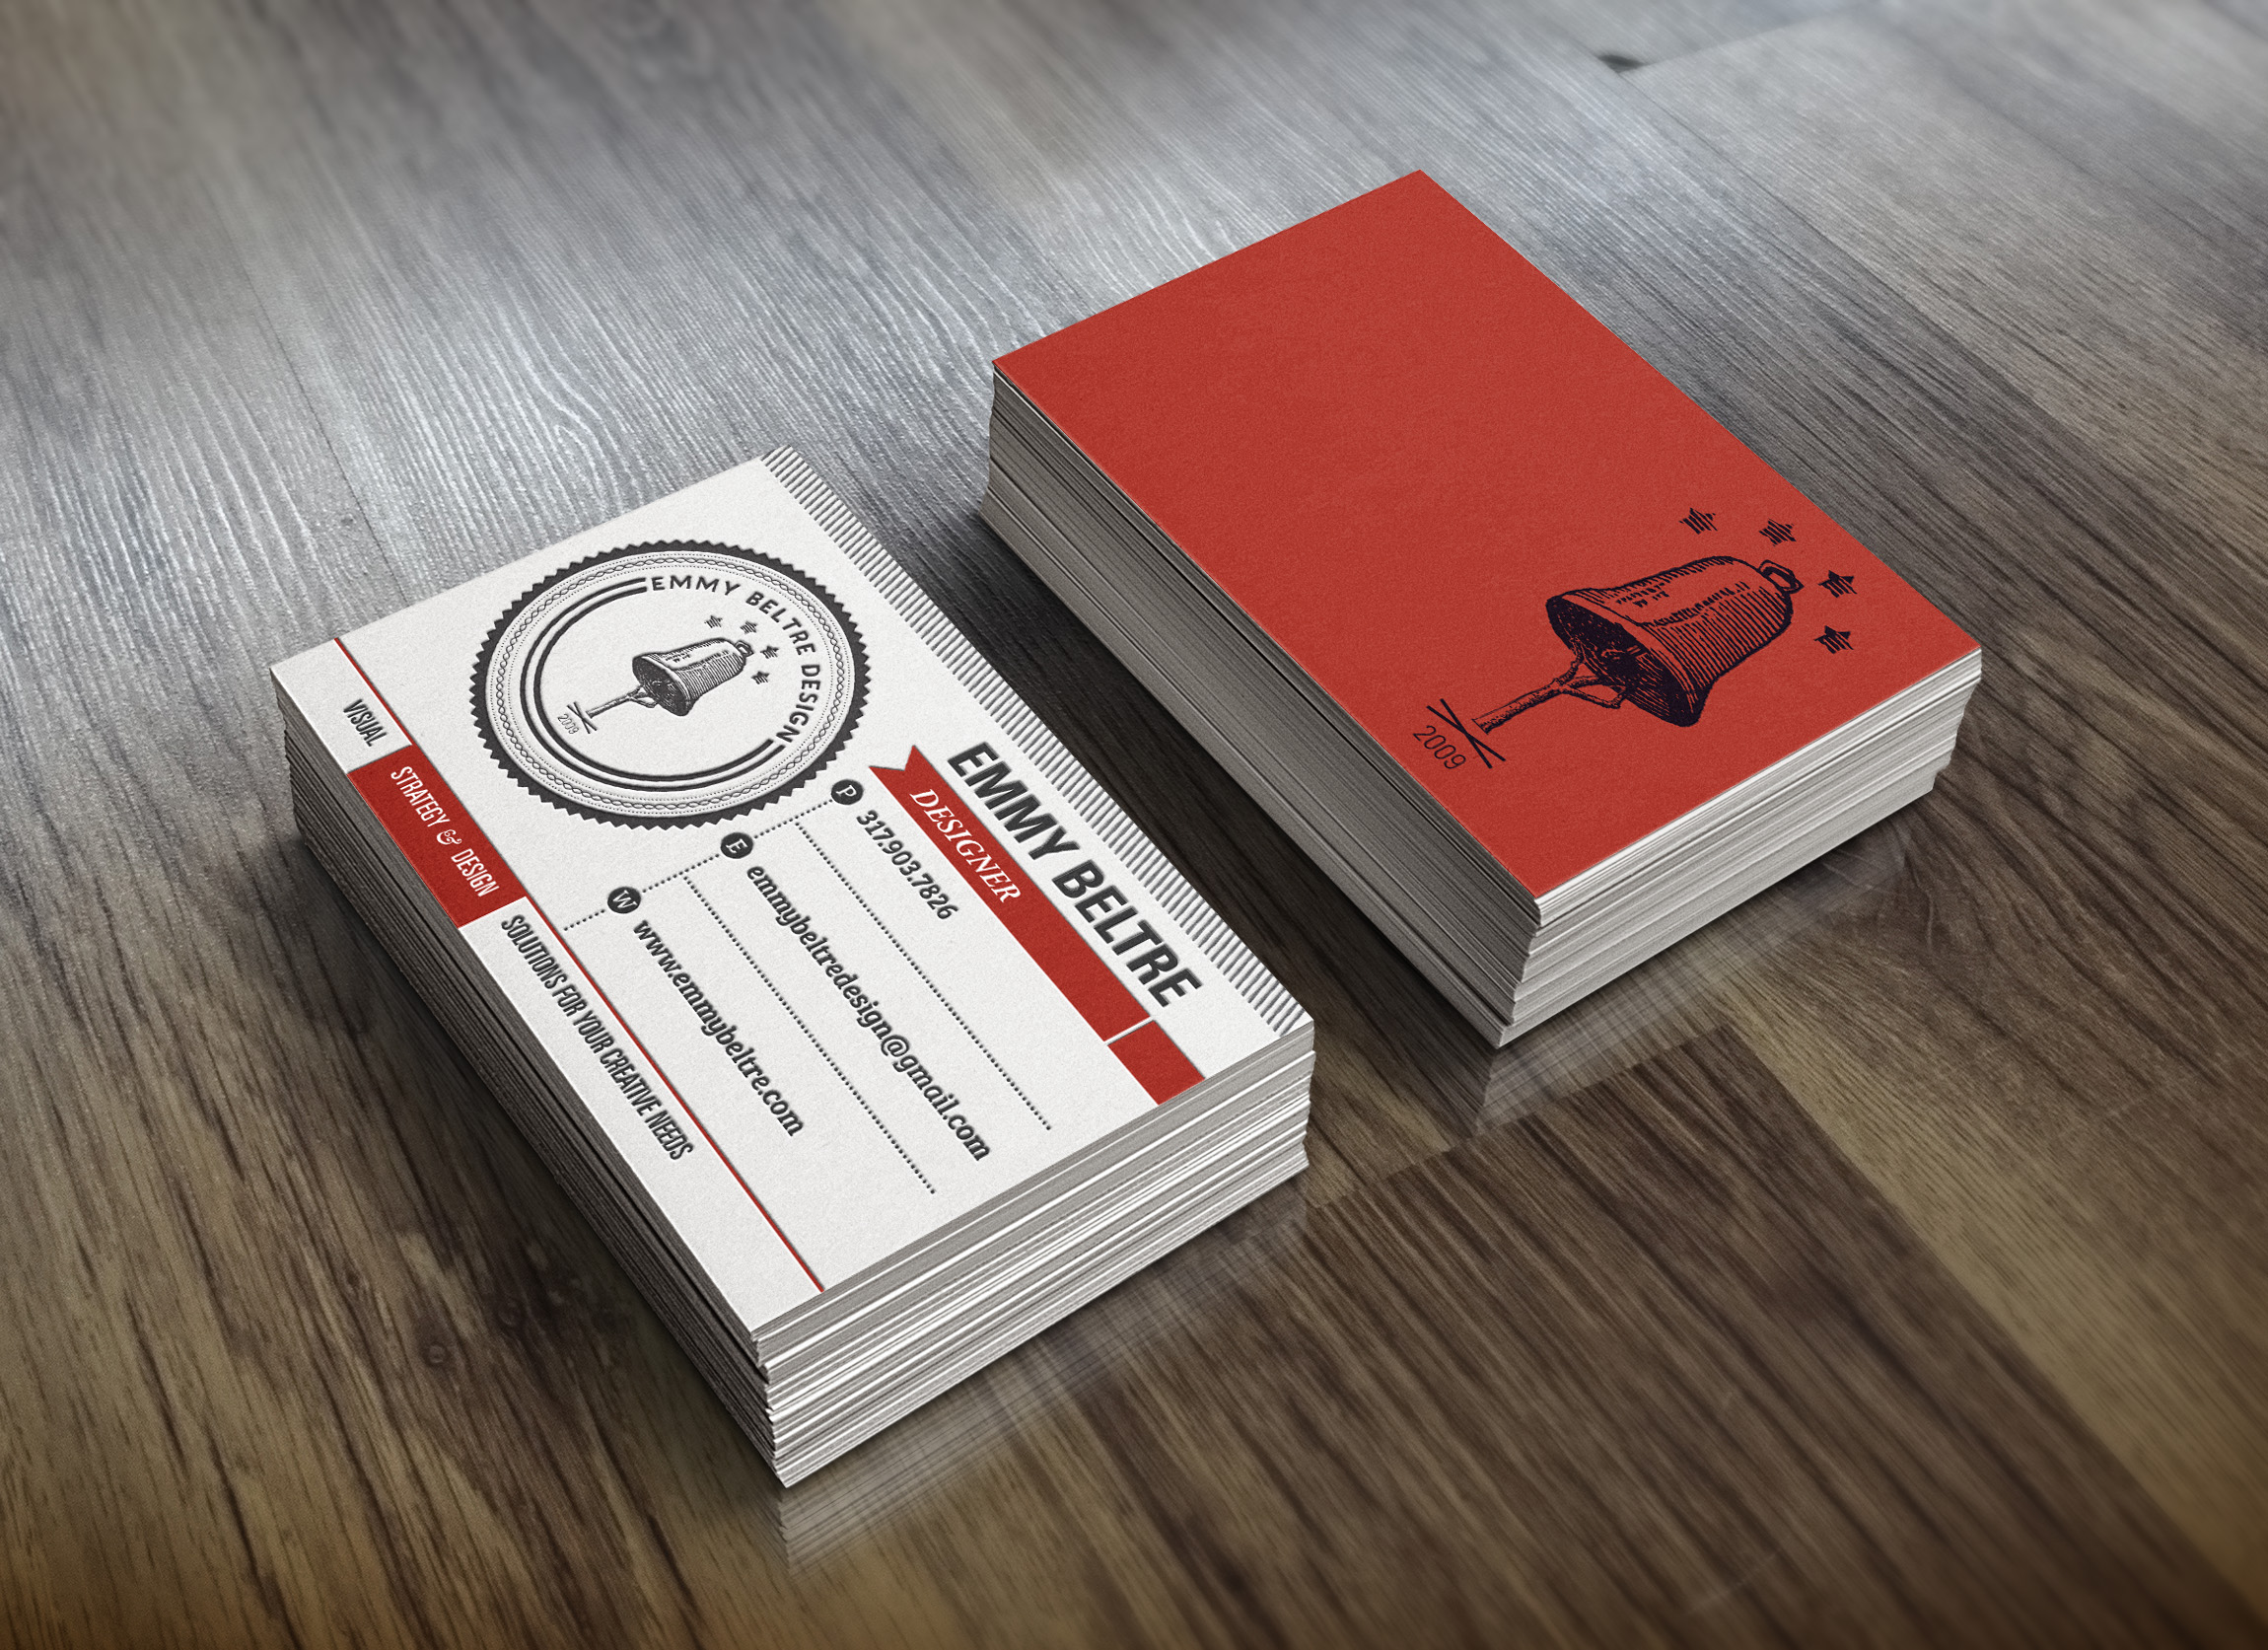 EMMY BELTRE DESIGN
2009
EMMY BELTRE
DESIGNER
P 317.903.7826
E emmybeltredesign@gmail.com
W www.emmybeltre.com
VISUAL STRATEGY & DESIGN SOLUTIONS FOR YOUR CREATIVE NEEDS
2009